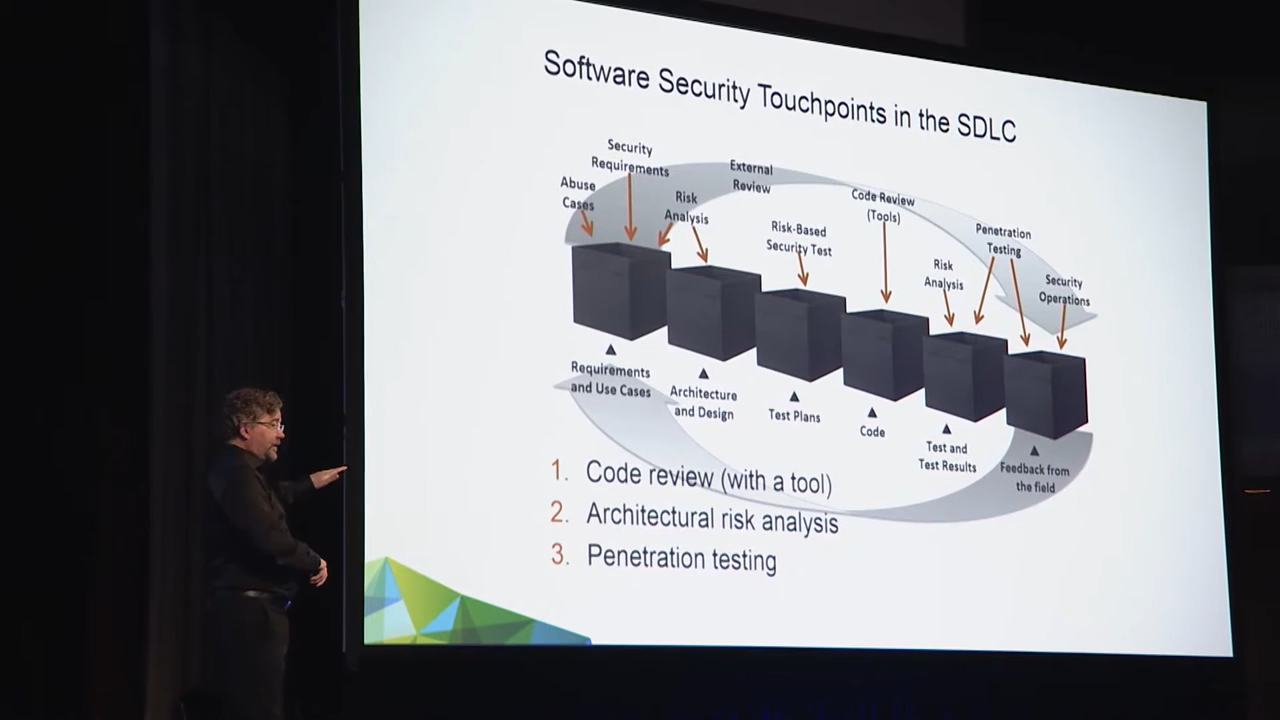 Software Security Touchpoints in the SDLC
Security
Requirements
Abuse
Cases
Risk
Analysis
External
Review
Risk-Based
Security Test
Code Review
(Tools)
Risk
Analysis
Penetration
Testing
Security
Operations
Requirements
and Use Cases
Architecture
and Design
Test Plans
Code
Test and
Test Results
Feedback from
the field
1. Code review (with a tool)
2. Architectural risk analysis
3. Penetration testing